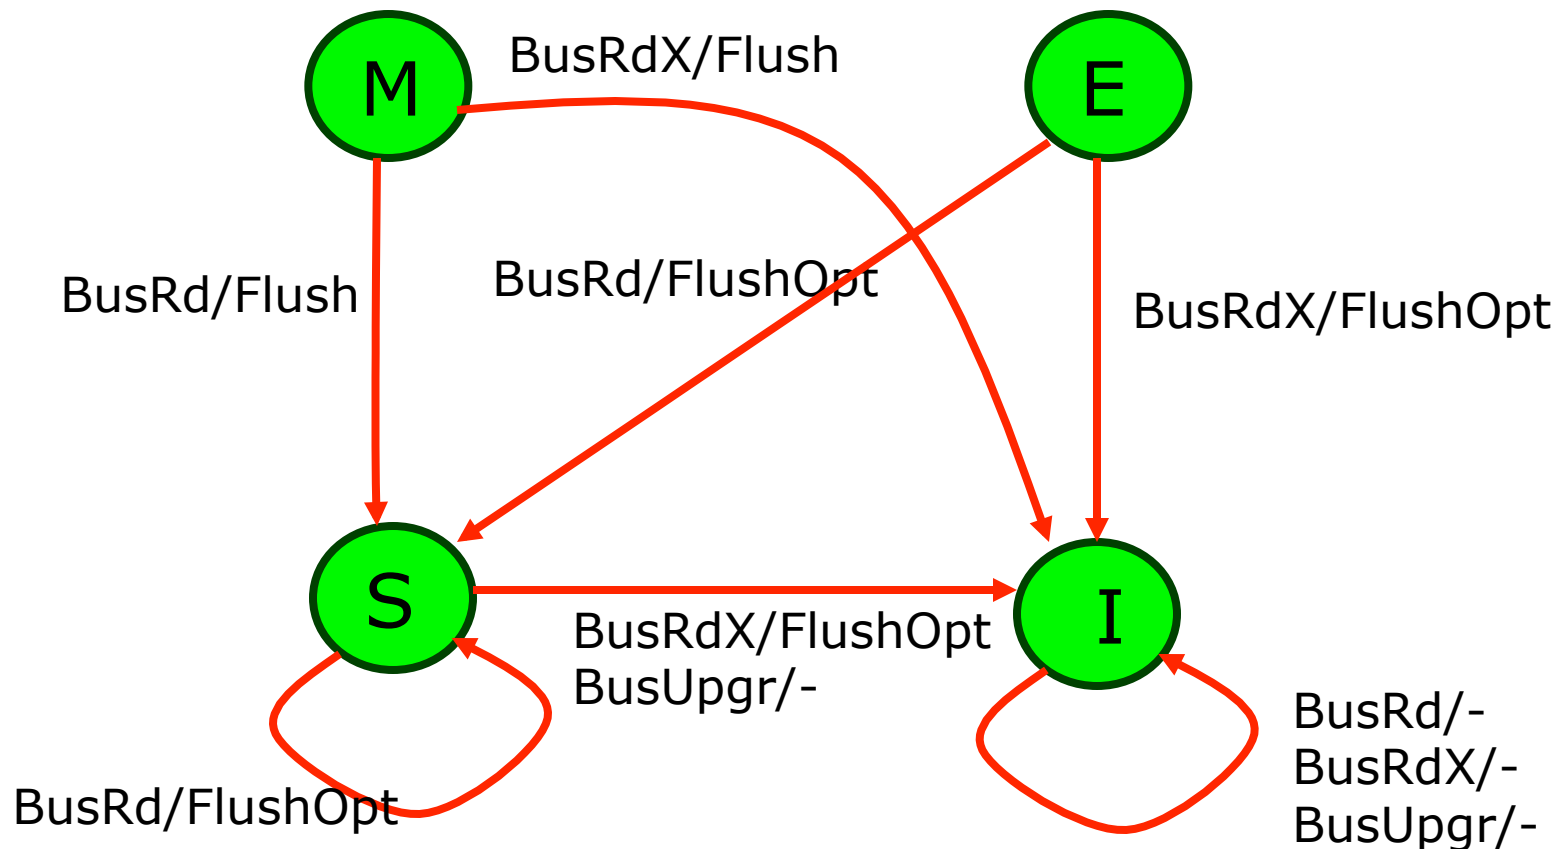 M
BusRdX/Flush
E
BusRd/Flush
BusRd/FlushOpt
BusRdX/FlushOpt
S
I
BusRdX/FlushOpt
BusUpgr/-
BusRd/FlushOpt
BusRd/-
BusRdX/-
BusUpgr/-